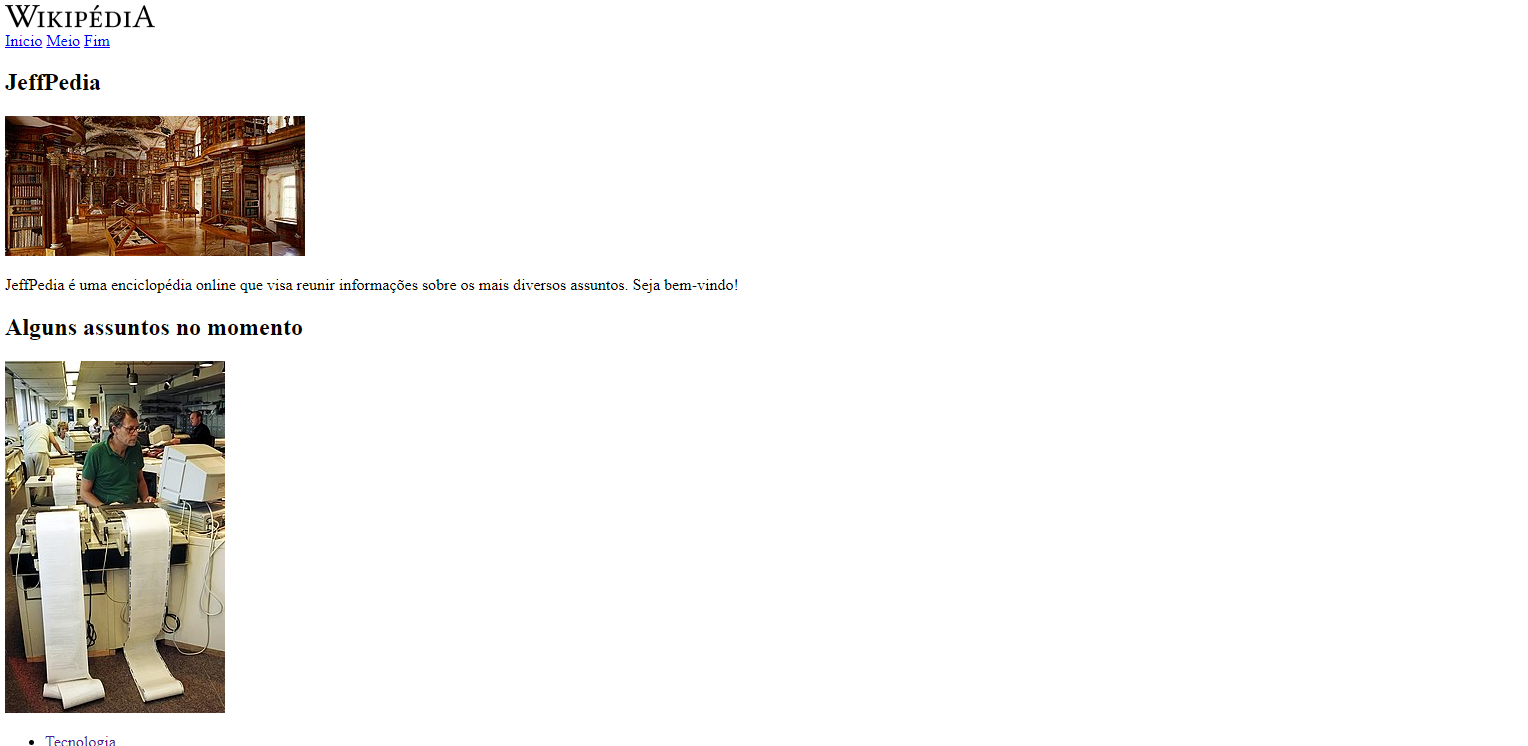 WIKIPÉDIA
Inicio Meio Fim
JeffPedia
JeffPedia é uma enciclopédia online que visa reunir informações sobre os mais diversos assuntos. Seja bem-vindo!
Alguns assuntos no momento
Tecnologia